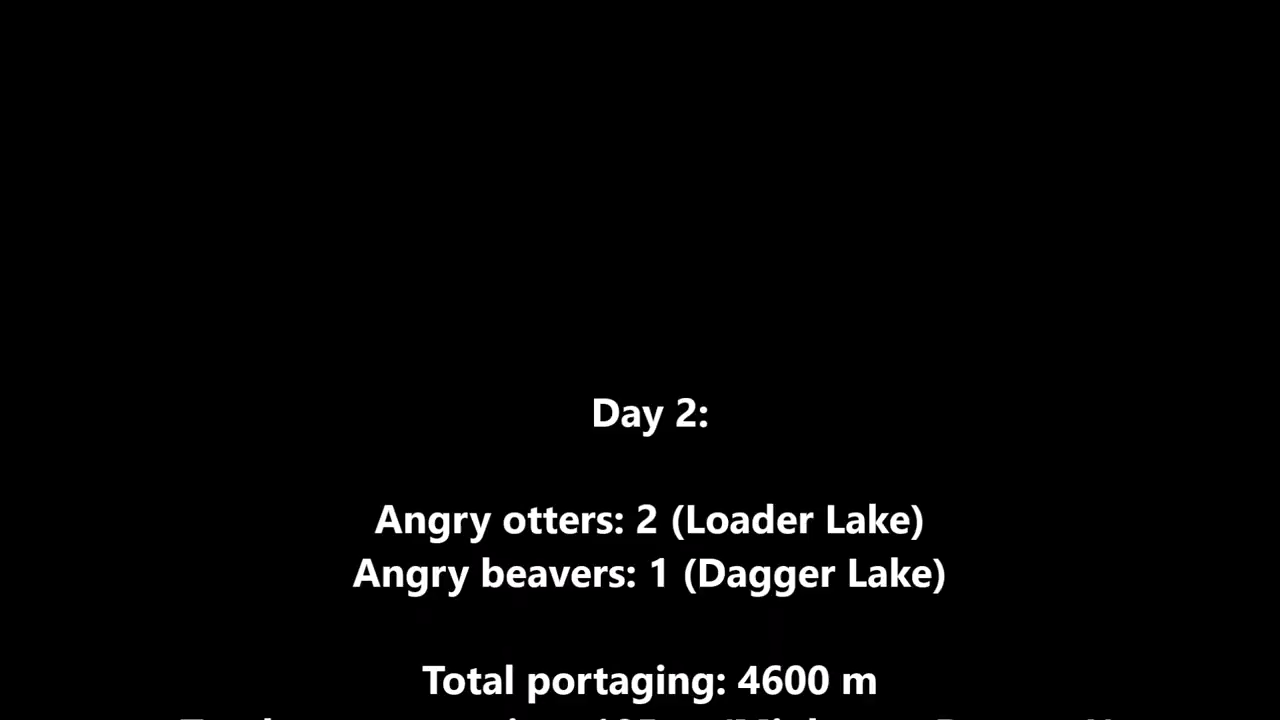 Day 2:
Angry otters: 2 (Loader Lake)
Angry beavers: 1 (Dagger Lake)
Total portaging: 4600 m